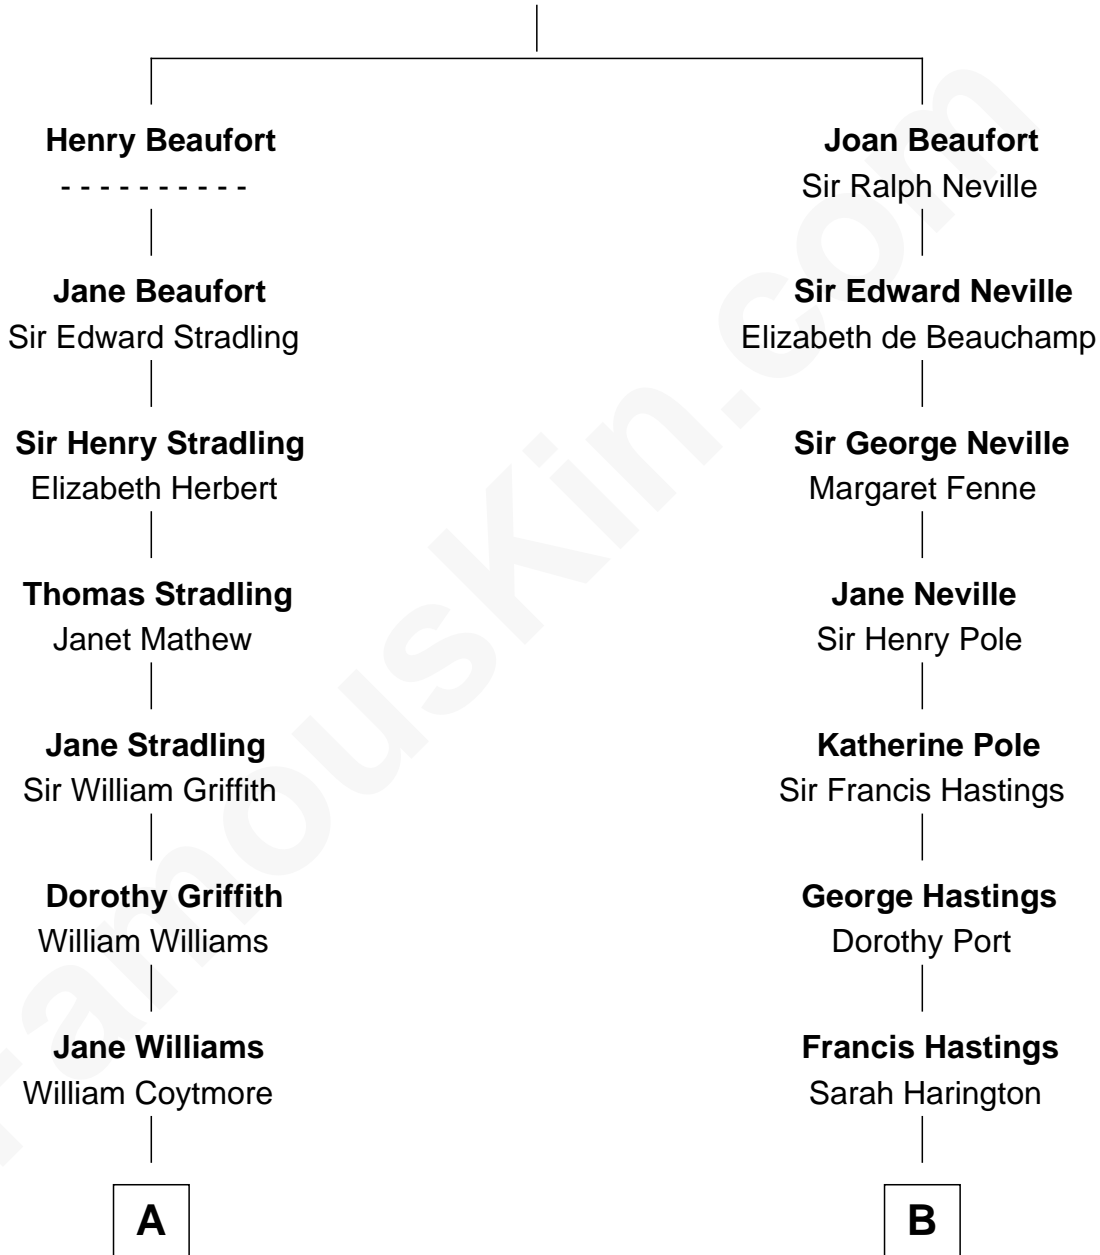 Henry Beaufort
- - - - - - - - - -
Joan Beaufort
Sir Ralph Neville
Jane Beaufort
Sir Edward Stradling
Sir Edward Neville
Elizabeth de Beauchamp
Sir Henry Stradling
Elizabeth Herbert
Sir George Neville
Margaret Fenne
Thomas Stradling
Janet Mathew
Jane Neville
Sir Henry Pole
Jane Stradling
Sir William Griffith
Katherine Pole
Sir Francis Hastings
Dorothy Griffith
William Williams
George Hastings
Dorothy Port
Jane Williams
William Coytmore
Francis Hastings
Sarah Harington
A
B
FamousKin.com